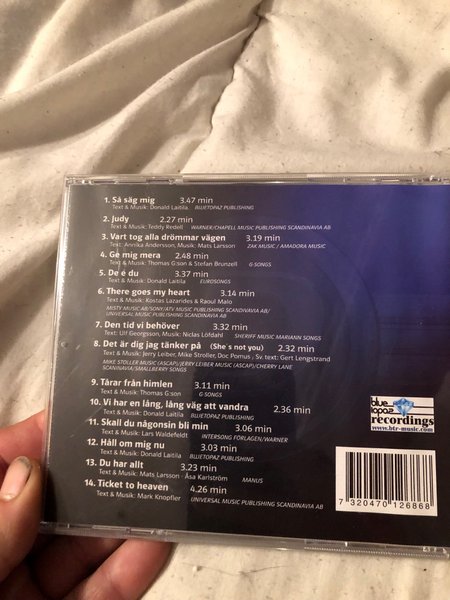 1. Så säg mig 3.47 min
Text & Musik: Donald Laitila. BLUETOPAZ PUBLISHING
2. Judy 2.27 min
Text & Musik: Teddy Redell WARNER/CHAPELL MUSIC PUBLISHING SCANDINAVIA AB
3. Vart tog alla drömmar vägen 3.19 min
Text: Annika Andersson, Musik: Mats Larsson ZAK MUSIC / AMADORA MUSIC
4. Ge mig mera 2.48 min
Text & Musik: Thomas G:son & Stefan Brunzell G SONGS
5. De é du 3.37 min
Text & Musik: Donald Laitila EUROSONGS
6. There goes my heart 3.14 min
Text & Musik: Kostas Lazarides & Raoul Malo
MISTY MUSIC AB/SONY/ATV MUSIC PUBLISHING SCANDINAVIA AB/
UNIVERSAL MUSIC PUBLISHING SCANDINAVIA AB
7. Den tid vi behöver 3.32 min
Text: Ulf Georgsson, Musik: Niclas Löfdahl SHERIFF MUSIC MARIANN SONGS
8. Det är dig jag tänker på (She's not you) 2.32 min
Text & Musik: Jerry Leiber, Mike Stroller, Doc Pomus , Sv. text: Gert Lengstrand
MIKE STOLLER MUSIC (ASCAP)/JERRY LEIBER MUSIC (ASCAP)/CHERRY LANE
SCANINAVIA/SMALLBERRY SONGS
9. Tårar från himlen 3.11 min
Text & Musik: Thomas G:son G SONGS
10. Vi har en lång, lång väg att vandra 2.36 min
Text & Musik: Donald Laitila BLUETOPAZ PUBLISHING
11. Skall du någonsin bli min 3.06 min
Text & Musik: Lars Waldefeldt INTERSONG FORLAGEN/WARNER
12. Håll om mig nu 3.03 min
Text & Musik: Donald Laitila BLUETOPAZ PUBLISHING
13. Du har allt 3.23 min
Text & Musik: Mats Larsson - Åsa Karlström MANUS
14. Ticket to heaven 4.26 min
Text & Musik: Mark Knopfler UNIVERSAL MUSIC PUBLISHING SCANDINAVIA AB
blue
topaz
recordings
www.btr-music.com
7 320470 126868